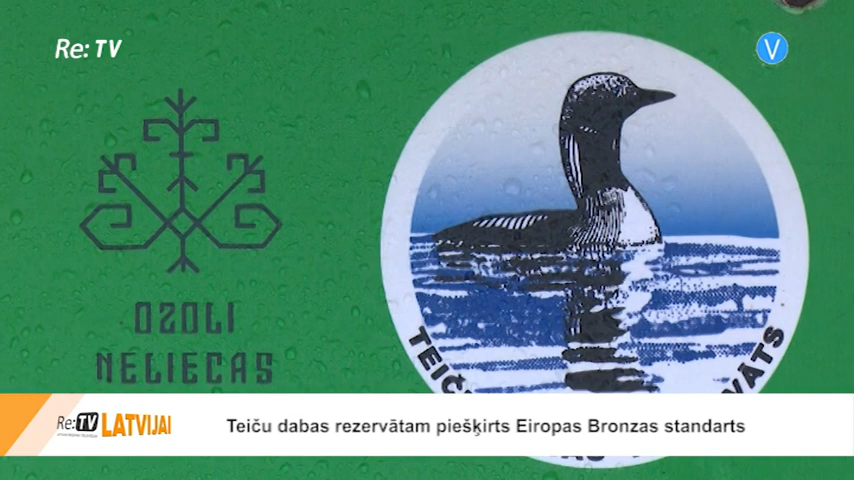 Re: TV
V
OZOLI
NELIECAS
Re:TV LATVIJAI
Teiču dabas rezervātam piešķirts Eiropas Bronzas standarts